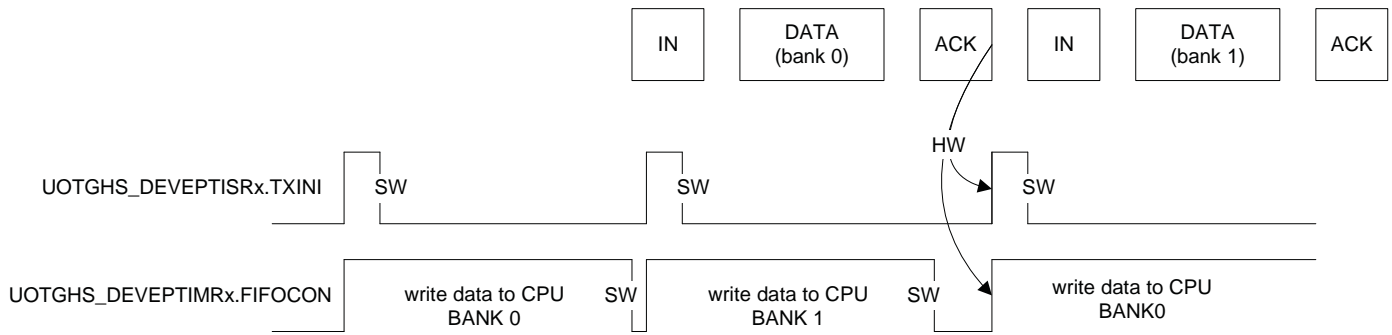 IN
DATA
(bank 0)
ACK
IN
DATA
(bank 1)
ACK
HW
UOTGHS_DEVEPTISRx.TXINI
SW
SW
SW
UOTGHS_DEVEPTIMRx.FIFOCON
write data to CPU
BANK 0
SW
write data to CPU
BANK 1
SW
write data to CPU
BANK0